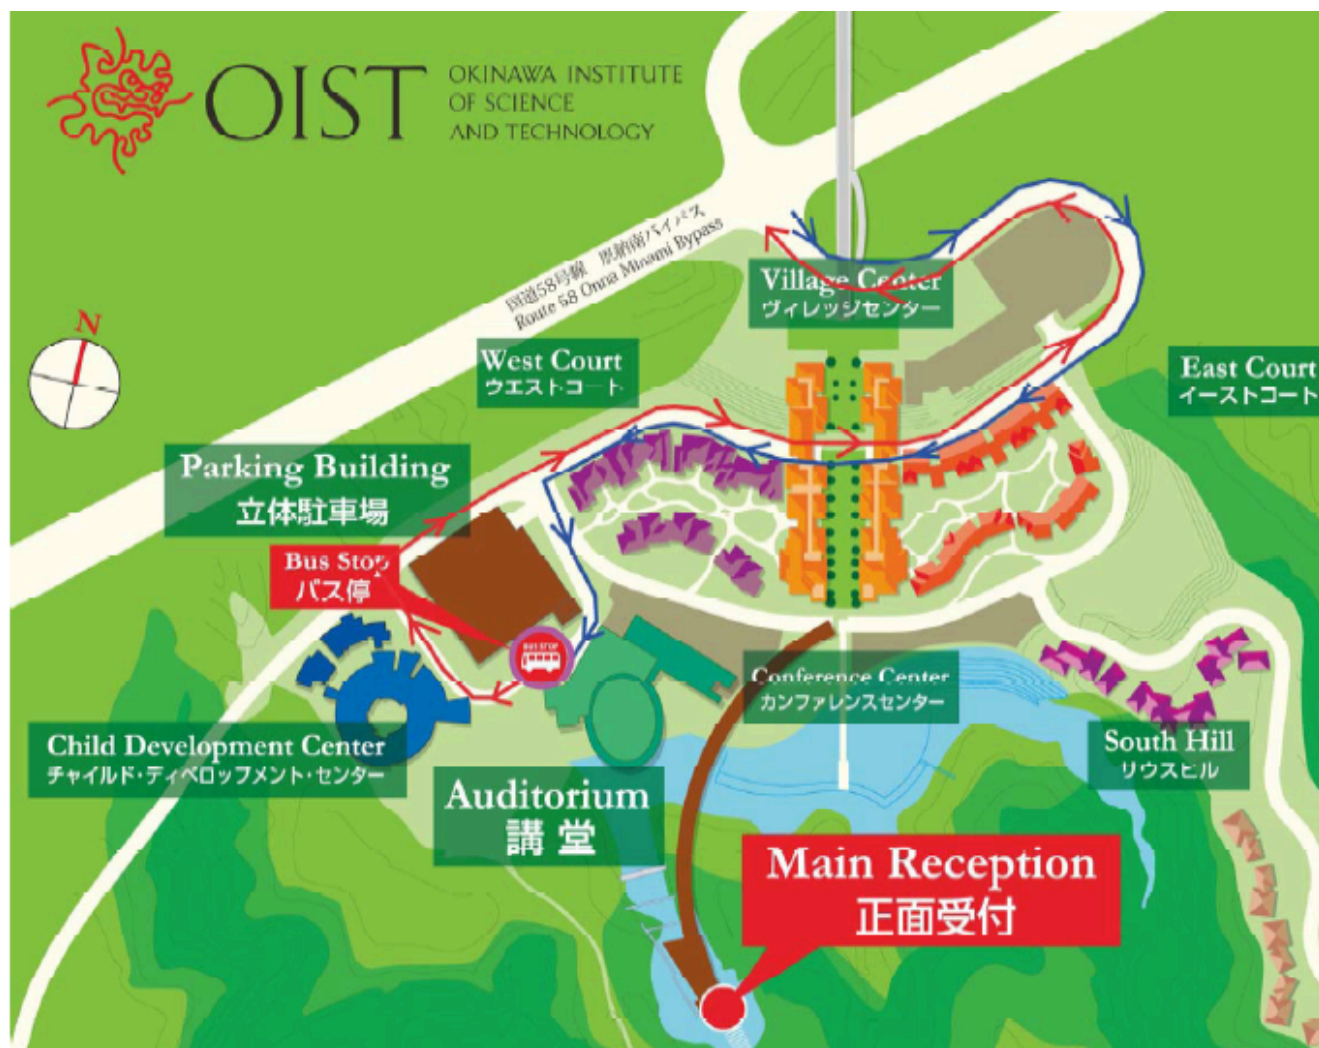 OIST
OKINAWA INSTITUTE
OF SCIENCE
AND TECHNOLOGY
国道58号線 恩納南バイパス
Route 58 Onna Minami Bypass
N
Village Center
ヴィレッジセンター
West Court
ウエストコート
East Court
イーストコート
Parking Building
立体駐車場
Bus Stop
バス停
BUS STOP
Conference Center
カンファレンスセンター
Child Development Center
チャイルド・ディベロップメント・センター
South Hill
リウスヒル
Auditorium
講堂
Main Reception
正面受付